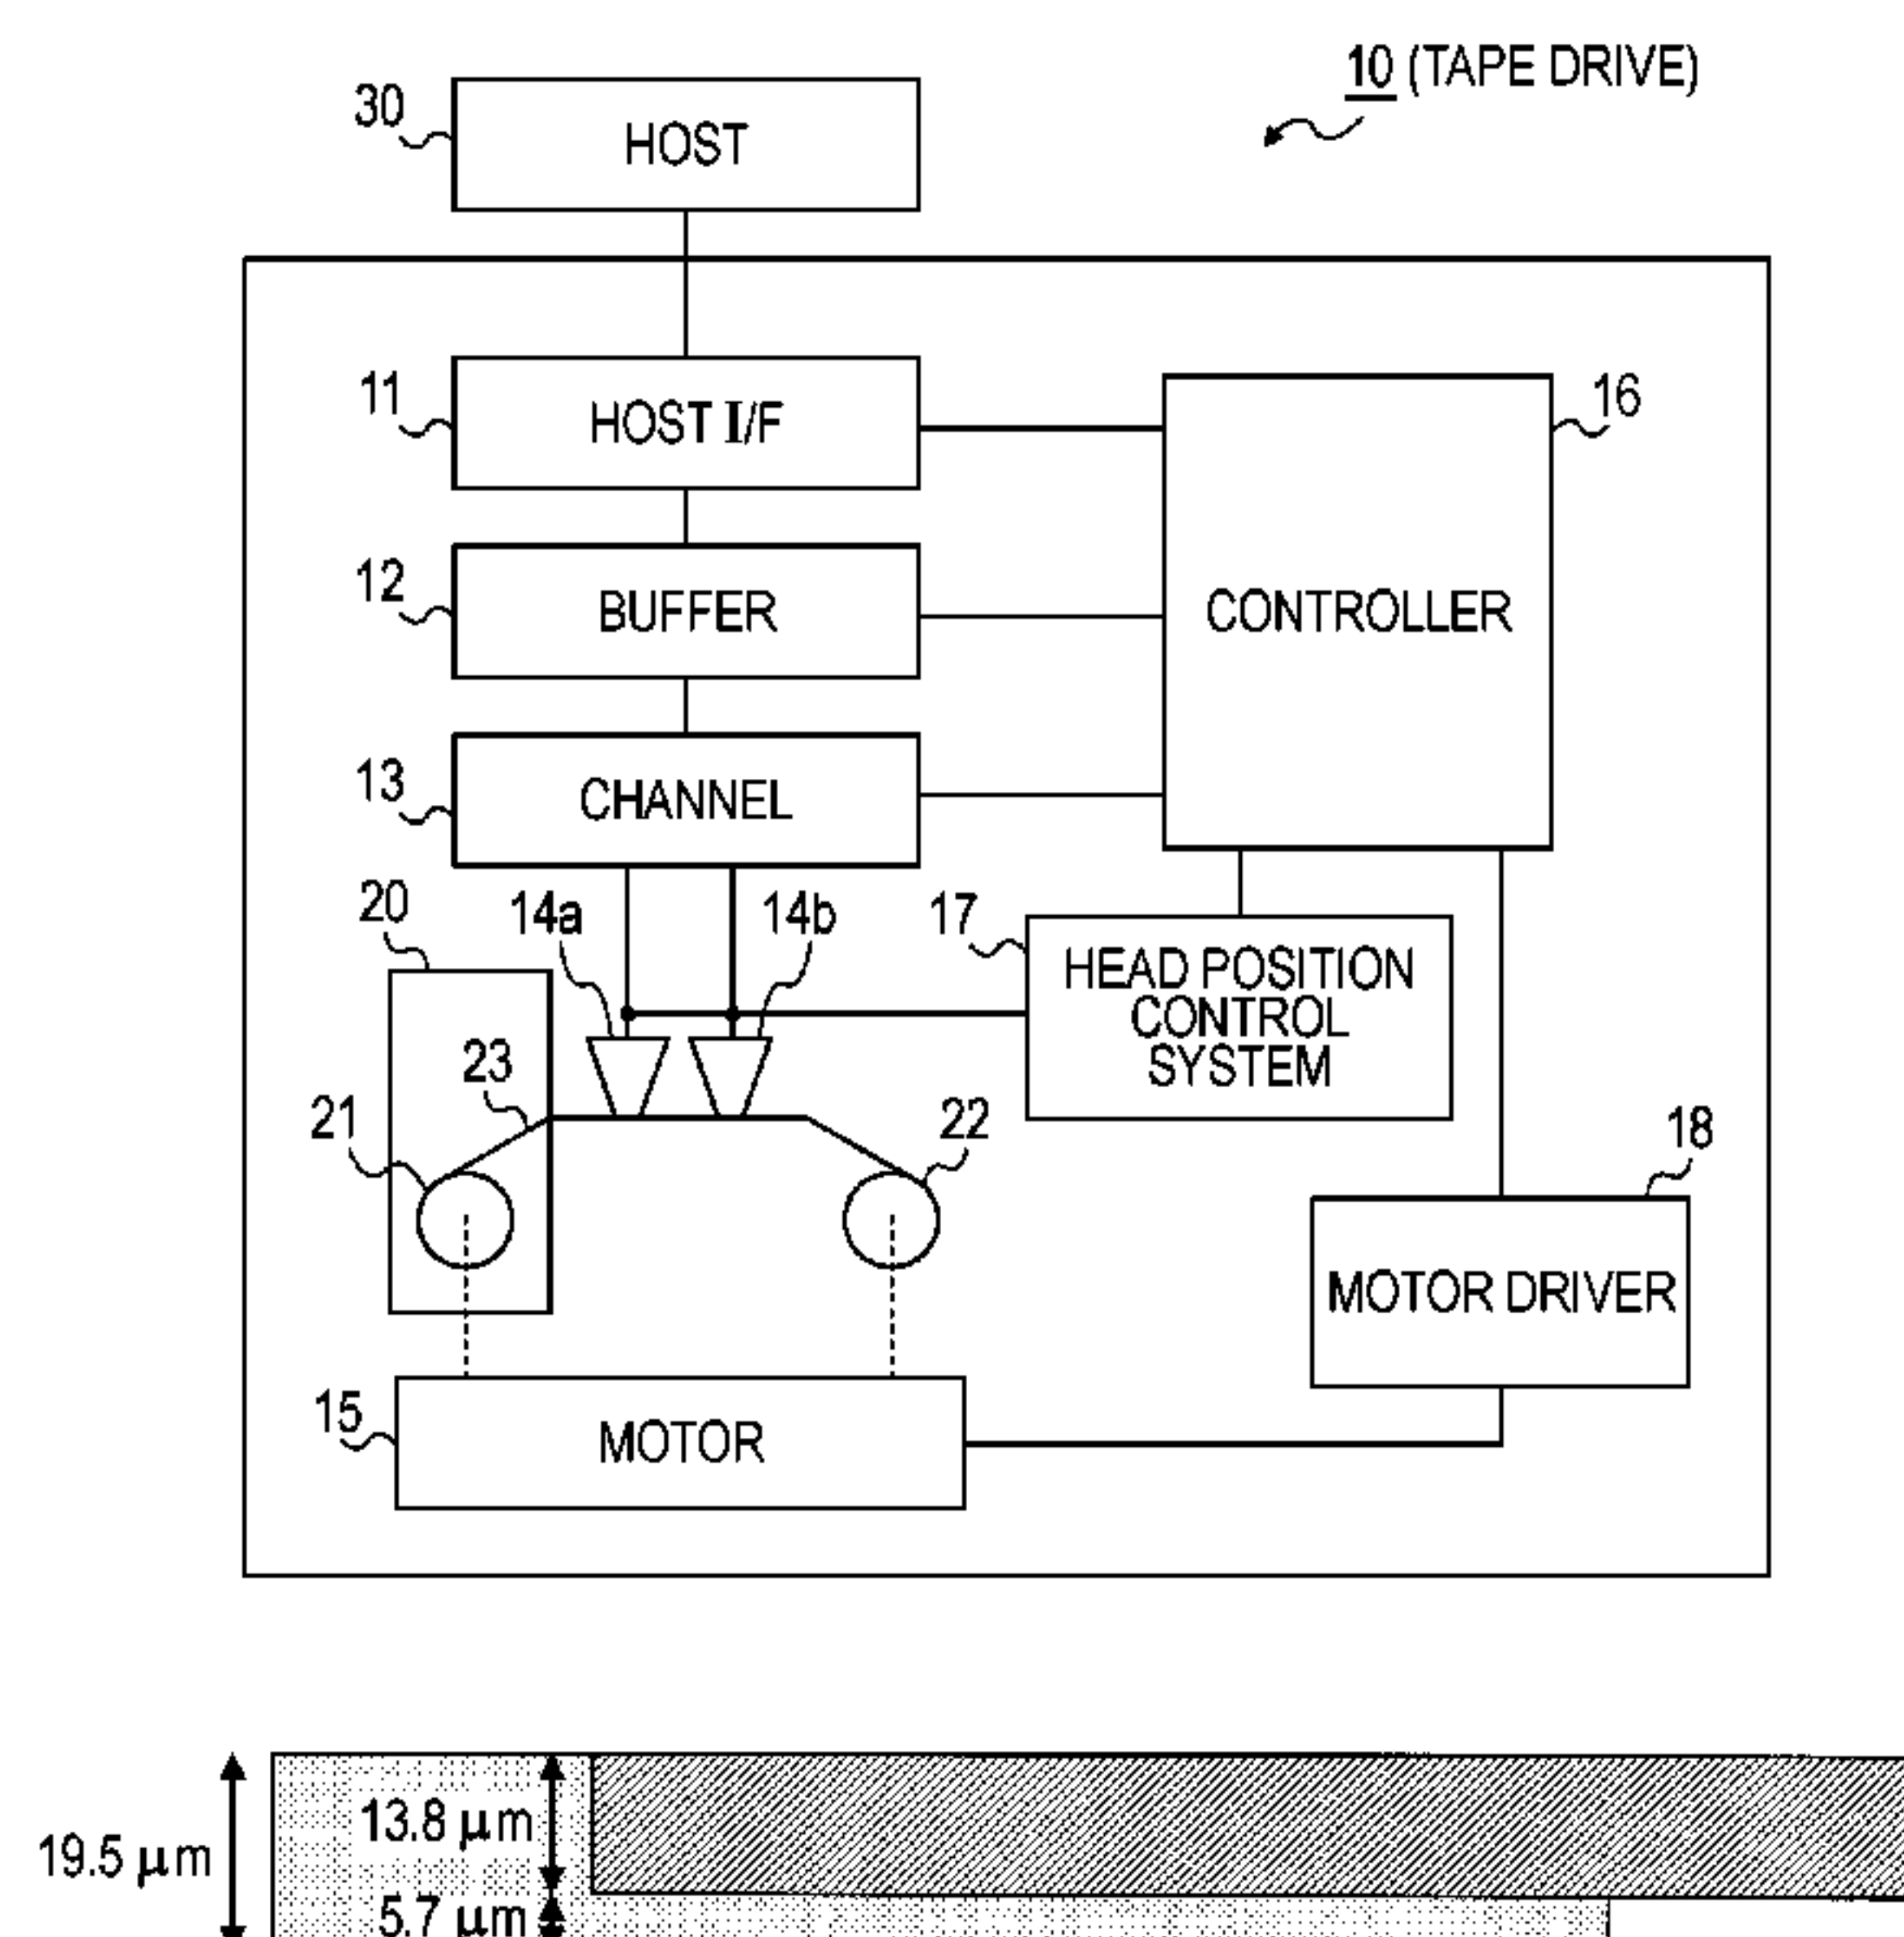 10 (TAPE DRIVE)
30
HOST
11
HOST I/F
16
12
BUFFER
CONTROLLER
13
CHANNEL
20
14a
14b
17
HEAD POSITION
CONTROL
SYSTEM
23
21
22
18
MOTOR DRIVER
15
MOTOR
13.8 μm
19.5 μm
5.7 μm